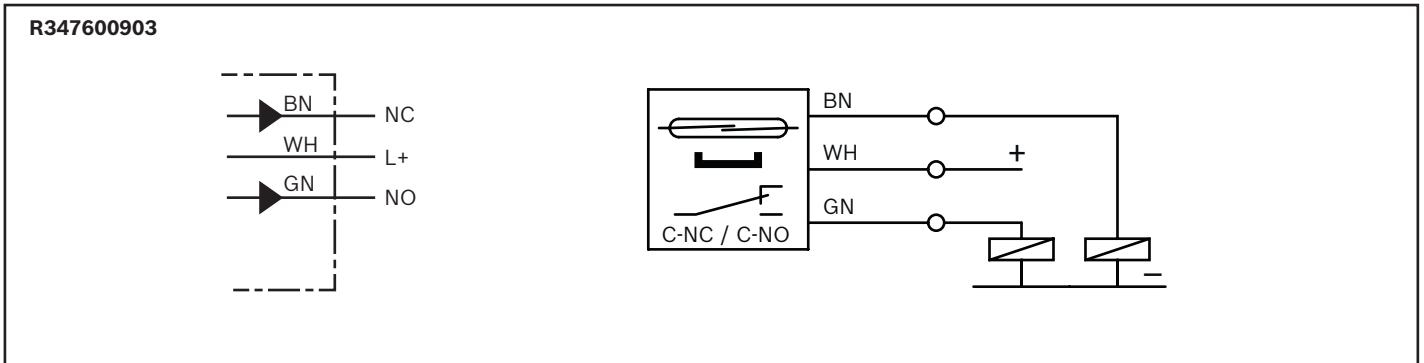 R347600903
BN NC
WH L+
GN NO
BN
WH +
GN
C-NC / C-NO
–